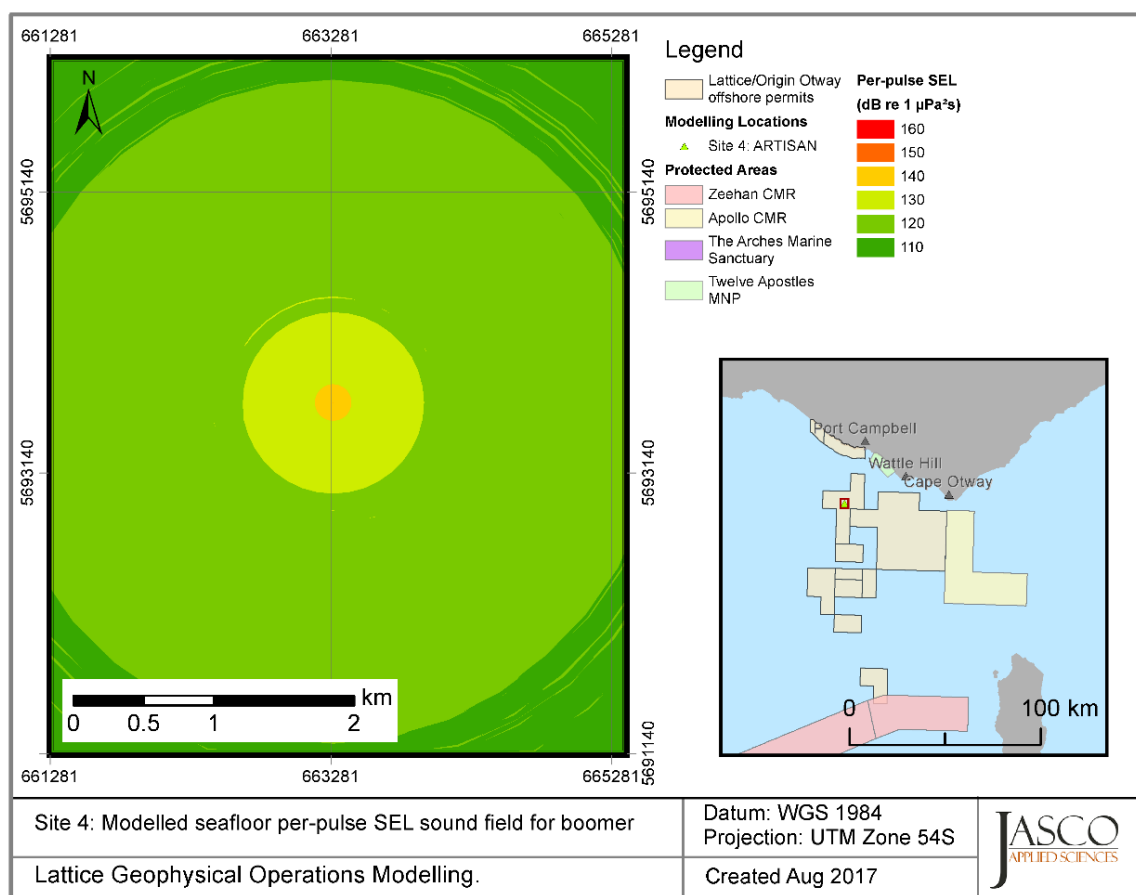 661281
663281
665281
N
5695140
5695140
5693140
5693140
5691140
km
0
0.5
1
2
661281
663281
665281
Legend
Lattice/Origin Otway
offshore permits
Modelling Locations
Site 4: ARTISAN
Protected Areas
Zeehan CMR
Apollo CMR
The Arches Marine
Sanctuary
Twelve Apostles
MNP
Per-pulse SEL
(dB re 1 µPa²s)
160
150
140
130
120
110
Port Campbell
Wattle Hill
Cape Otway
0
100 km
Site 4: Modelled seafloor per-pulse SEL sound field for boomer
Lattice Geophysical Operations Modelling.
Datum: WGS 1984
Projection: UTM Zone 54S
Created Aug 2017
JASCO
APPLIED SCIENCES